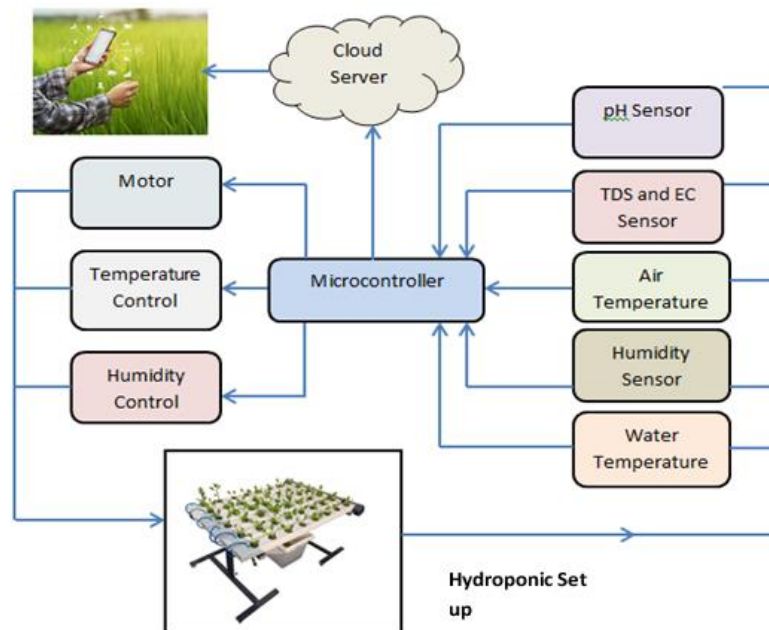 Cloud
Server
pH Sensor
Motor
TDS and EC
Sensor
Temperature
Control
Microcontroller
Air
Temperature
Humidity
Control
Humidity
Sensor
Water
Temperature
Hydroponic Set
up